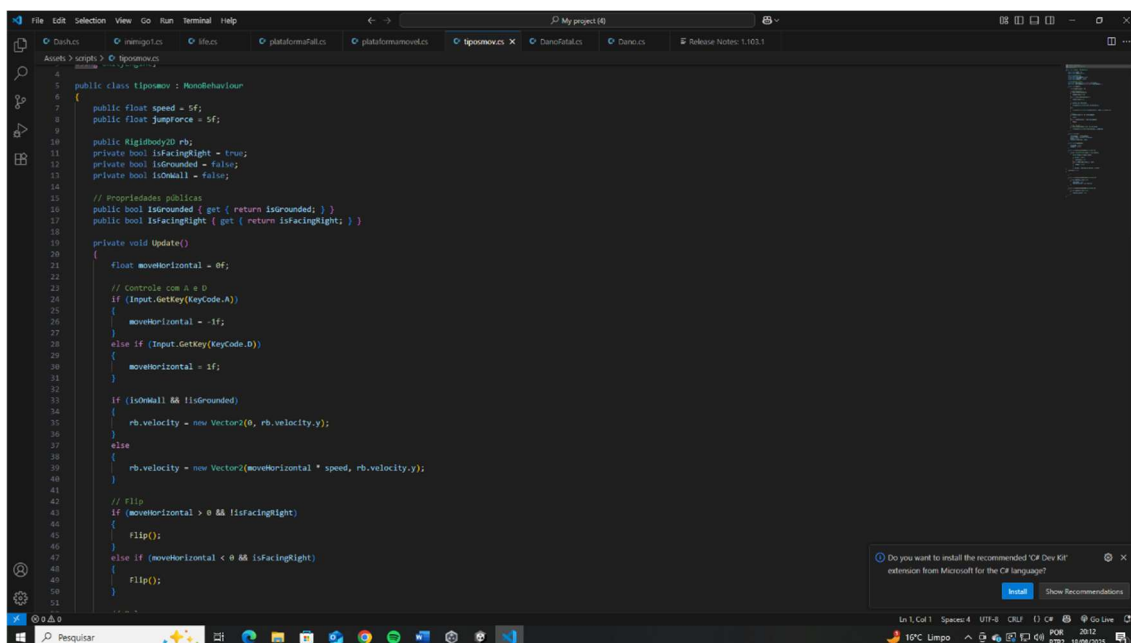 File Edit Selection View Go Run Terminal Help
My project (4)
Dash.cs inimigo1.cs life.cs plataformaFall.cs plataformamovel.cs tiposmov.cs DanoFatal.cs Dano.cs Release Notes: 1.103.1
Assets > scripts > tiposmov.cs
4
5 public class tiposmov : MonoBehaviour
6 {
7 public float speed = 5f;
8 public float jumpForce = 5f;
9
10 public Rigidbody2D rb;
11 private bool isFacingRight = true;
12 private bool isGrounded = false;
13 private bool isOnWall = false;
14
15 // Propriedades públicas
16 public bool IsGrounded { get { return isGrounded; } }
17 public bool IsFacingRight { get { return isFacingRight; } }
18
19 private void Update()
20 {
21 float moveHorizontal = 0f;
22
23 // Controle com A e D
24 if (Input.GetKey(KeyCode.A))
25 {
26 moveHorizontal = -1f;
27 }
28 else if (Input.GetKey(KeyCode.D))
29 {
30 moveHorizontal = 1f;
31 }
32
33 if (isOnWall && !isGrounded)
34 {
35 rb.velocity = new Vector2(0, rb.velocity.y);
36 }
37 else
38 {
39 rb.velocity = new Vector2(moveHorizontal * speed, rb.velocity.y);
40 }
41
42 // Flip
43 if (moveHorizontal > 0 && !isFacingRight)
44 {
45 Flip();
46 }
47 else if (moveHorizontal < 0 && isFacingRight)
48 {
49 Flip();
50 }
51
Do you want to install the recommended 'C# Dev Kit'
extension from Microsoft for the C# language?
Install Show Recommendations
0 0 Ln 1, Col 1 Spaces: 4 UTF-8 CRLF {} C# Go Live
Pesquisar 16°C Limpo POR 20:12
PTB2 18/08/2025